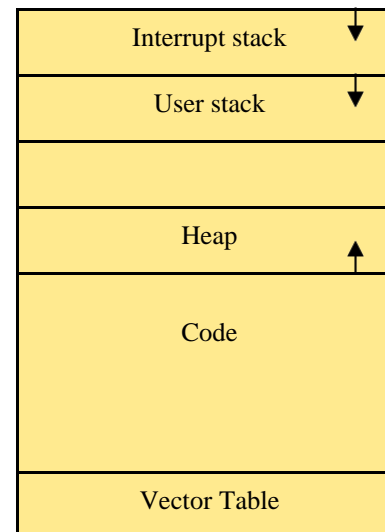 Interrupt stack
User stack
Heap
Code
Vector Table